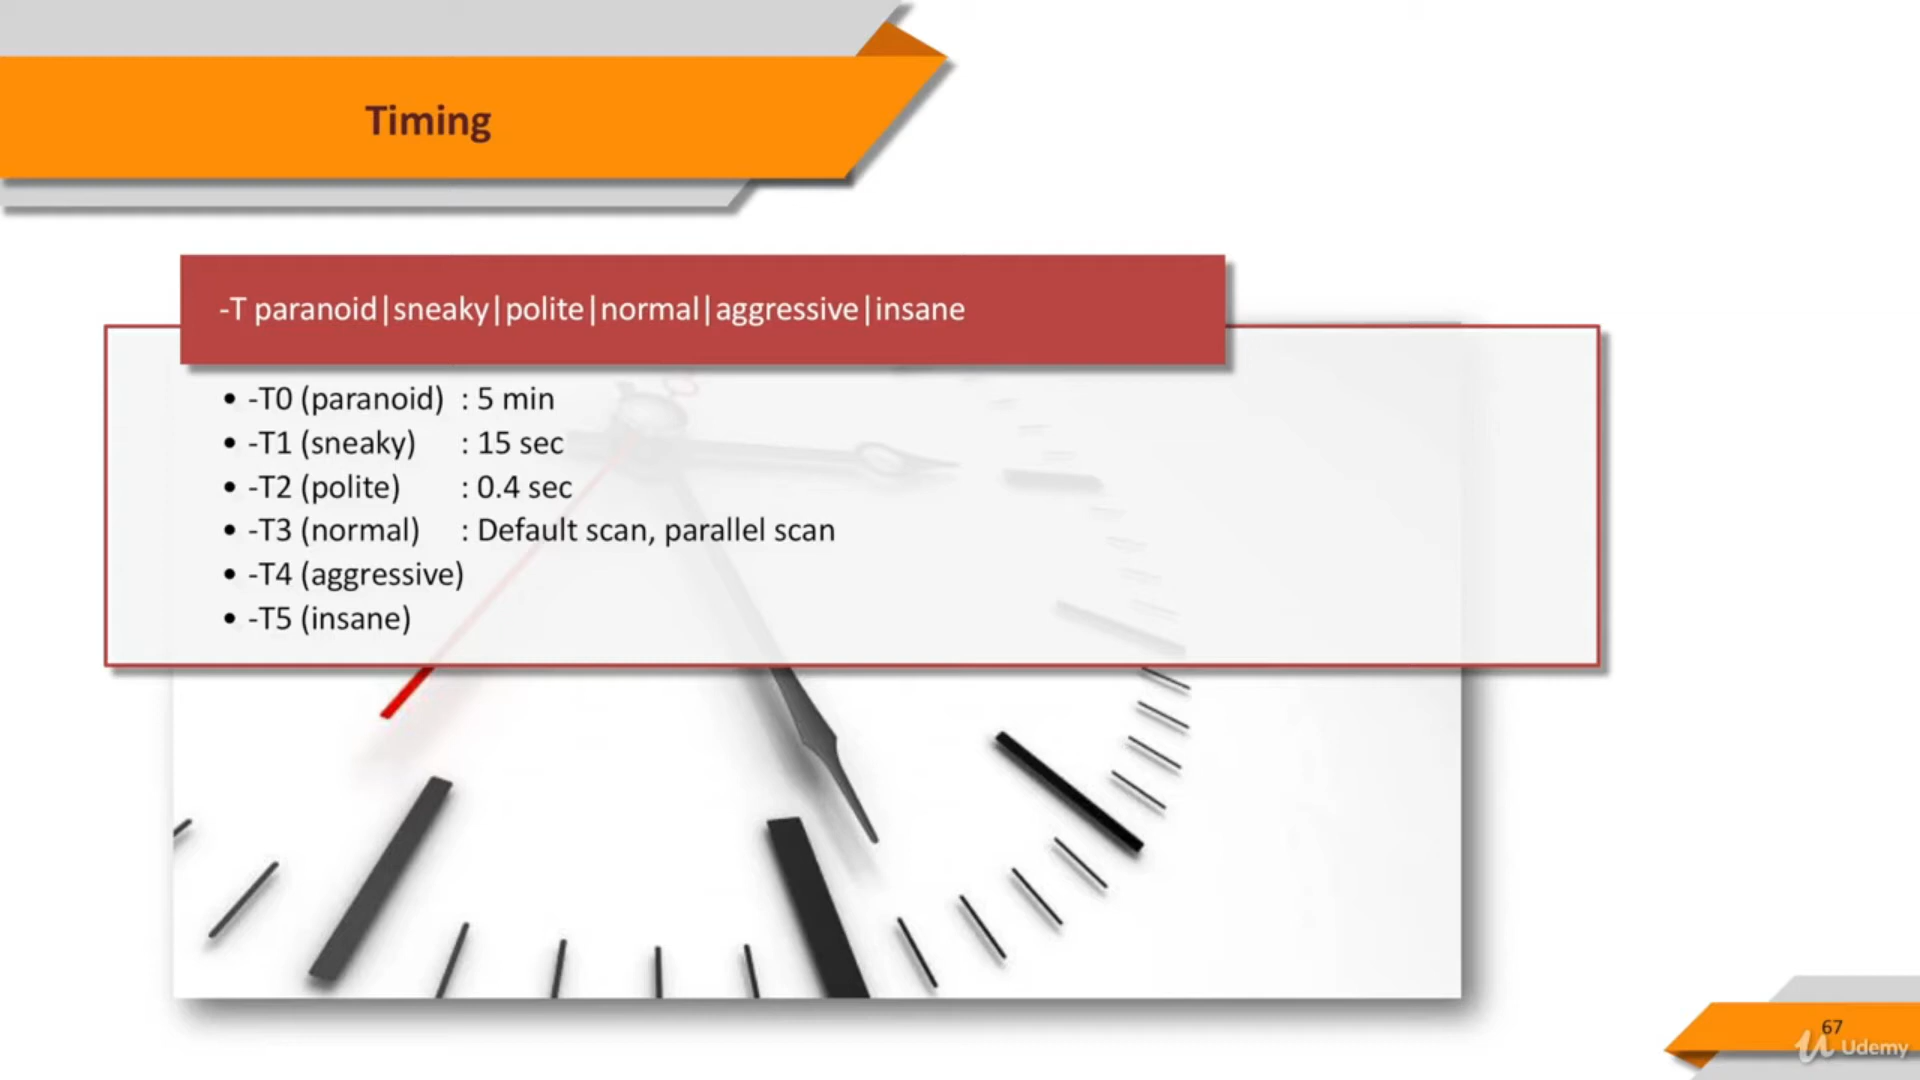 Timing
-T paranoid|sneaky|polite|normal|aggressive|insane
• -T0 (paranoid) : 5 min
• -T1 (sneaky) : 15 sec
• -T2 (polite) : 0.4 sec
• -T3 (normal) : Default scan, parallel scan
• -T4 (aggressive)
• -T5 (insane)
67
Udemy